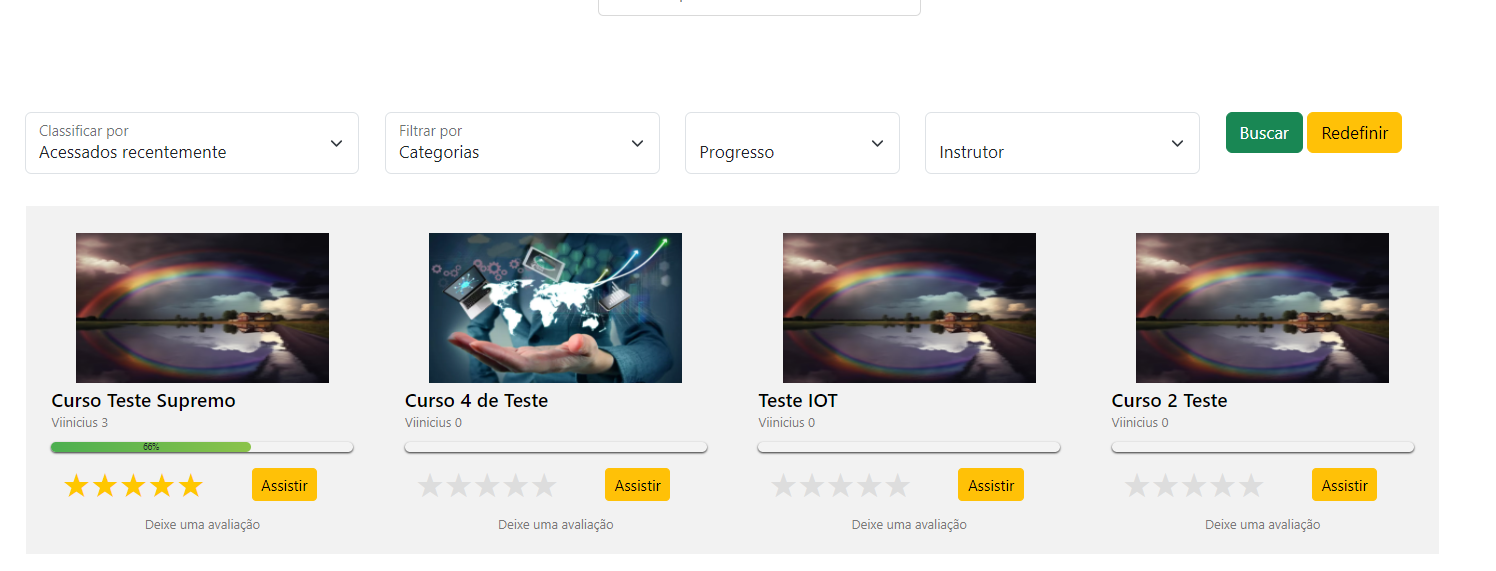 Classificar por
Acessados recentemente
Filtrar por
Categorias
Progresso
Instrutor
Buscar
Redefinir
Curso Teste Supremo
Viinicius 3
66%
Assistir
Deixe uma avaliação
Curso 4 de Teste
Viinicius 0
Assistir
Deixe uma avaliação
Teste IOT
Viinicius 0
Assistir
Deixe uma avaliação
Curso 2 Teste
Viinicius 0
Assistir
Deixe uma avaliação